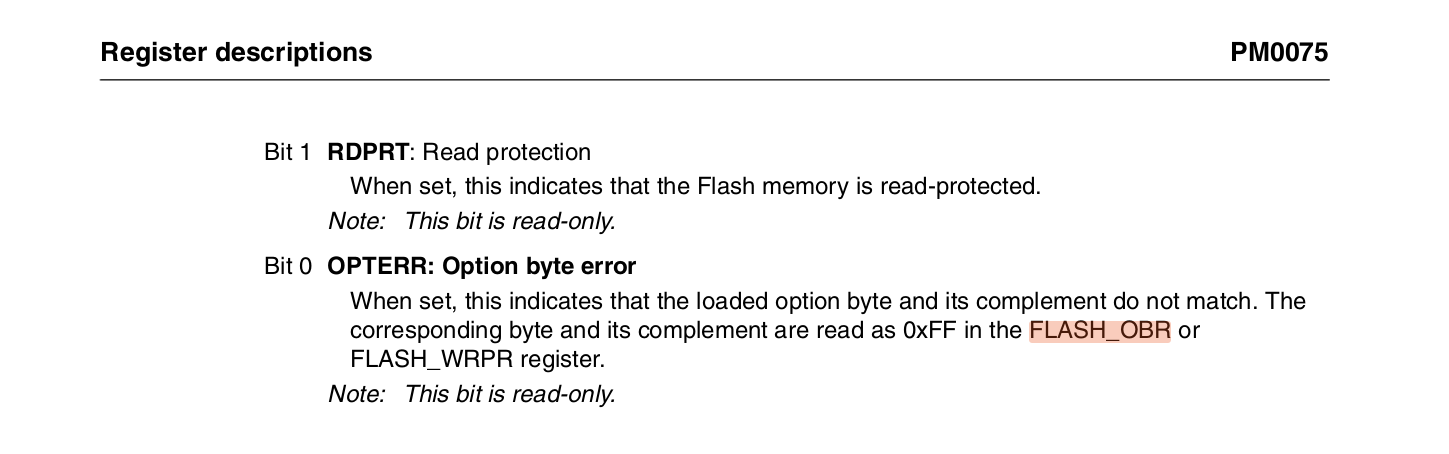 Register descriptions PM0075
Bit 1 RDPRT: Read protection
When set, this indicates that the Flash memory is read-protected.
Note: This bit is read-only.
Bit 0 OPTERR: Option byte error
When set, this indicates that the loaded option byte and its complement do not match. The
corresponding byte and its complement are read as 0xFF in the FLASH_OBR or
FLASH_WRPR register.
Note: This bit is read-only.